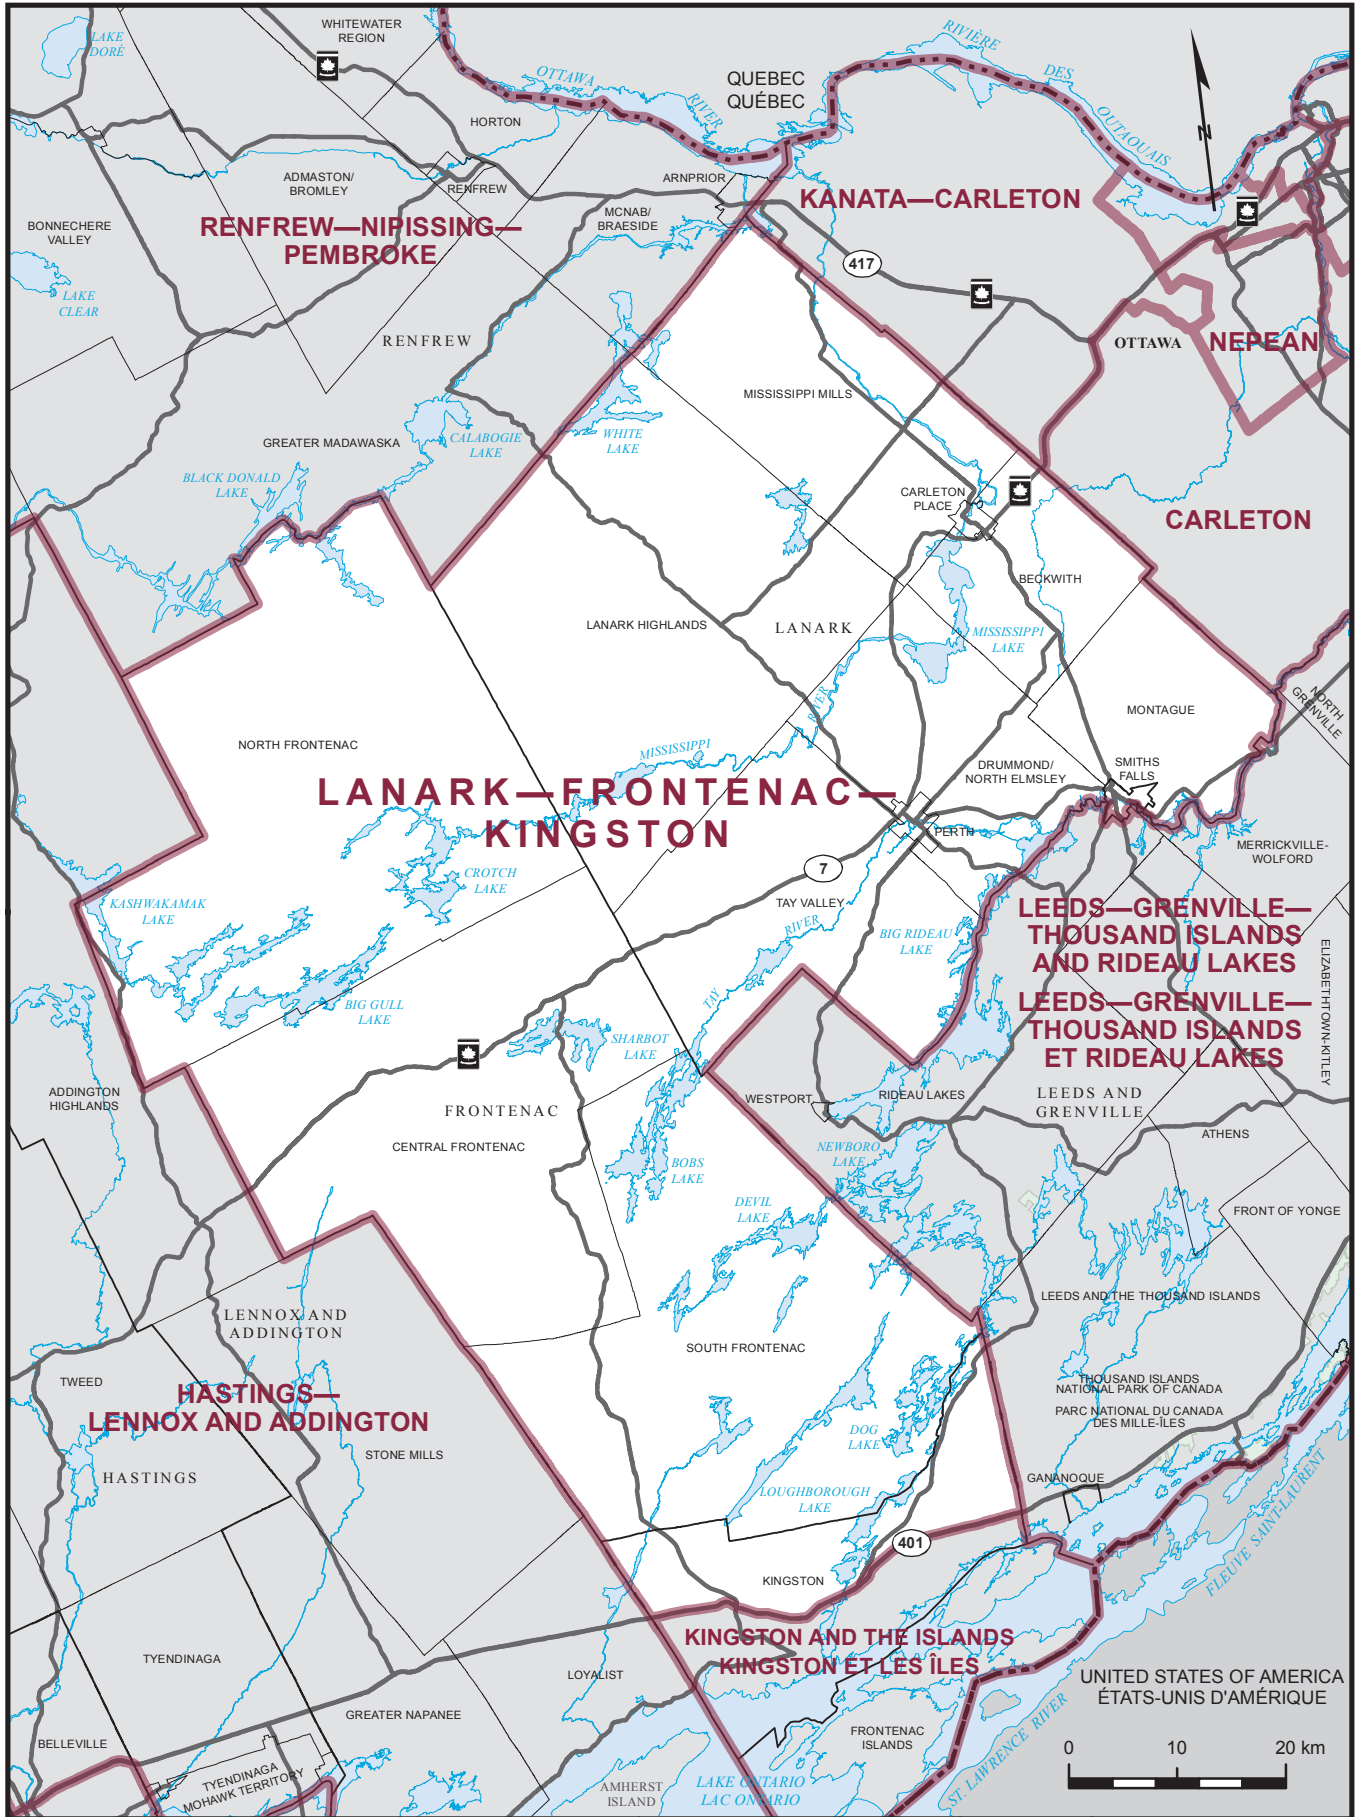 WHITEWATER
REGION
LAKE
DORÉ
OTTAWA
RIVER
QUEBEC
QUÉBEC
RIVIÈRE
DES
OUTAOUAIS
N
HORTON
ADMASTON/
BROMLEY
RENFREW
ARNPRIOR
MCNAB/
BRAESIDE
KANATA—CARLETON
BONNECHERE
VALLEY
RENFREW—NIPISSING—
PEMBROKE
417
LAKE
CLEAR
RENFREW
OTTAWA
NEPEAN
MISSISSIPPI MILLS
GREATER MADAWASKA
CALABOGIE
LAKE
WHITE
LAKE
BLACK DONALD
LAKE
CARLETON
PLACE
CARLETON
BECKWITH
LANARK HIGHLANDS
LANARK
MISSISSIPPI
LAKE
NORTH
GRENVILLE
MONTAGUE
NORTH FRONTENAC
MISSISSIPPI
RIVER
DRUMMOND/
NORTH ELMSLEY
SMITHS
FALLS
LANARK—FRONTENAC—
KINGSTON
PERTH
MERRICKVILLE-
WOLFORD
7
CROTCH
LAKE
KASHWAKAMAK
LAKE
TAY VALLEY
TAY
RIVER
BIG RIDEAU
LAKE
LEEDS—GRENVILLE—
THOUSAND ISLANDS
AND RIDEAU LAKES
LEEDS—GRENVILLE—
THOUSAND ISLANDS
ET RIDEAU LAKES
ELIZABETHTOWN-KITLEY
BIG GULL
LAKE
SHARBOT
LAKE
ADDINGTON
HIGHLANDS
FRONTENAC
WESTPORT
RIDEAU LAKES
LEEDS AND
GRENVILLE
CENTRAL FRONTENAC
ATHENS
NEWBORO
LAKE
BOBS
LAKE
DEVIL
LAKE
FRONT OF YONGE
LENNOX AND
ADDINGTON
LEEDS AND THE THOUSAND ISLANDS
SOUTH FRONTENAC
TWEED
HASTINGS—
LENNOX AND ADDINGTON
THOUSAND ISLANDS
NATIONAL PARK OF CANADA
PARC NATIONAL DU CANADA
DES MILLE-ÎLES
DOG
LAKE
STONE MILLS
HASTINGS
GANANOQUE
LOUGHBOROUGH
LAKE
401
FLEUVE SAINT-LAURENT
KINGSTON
KINGSTON AND THE ISLANDS
KINGSTON ET LES ÎLES
TYENDINAGA
LOYALIST
UNITED STATES OF AMERICA
ÉTATS-UNIS D'AMÉRIQUE
GREATER NAPANEE
BELLEVILLE
FRONTENAC
ISLANDS
ST. LAWRENCE RIVER
0 10 20 km
TYENDINAGA
MOHAWK TERRITORY
AMHERST
ISLAND
LAKE ONTARIO
LAC ONTARIO